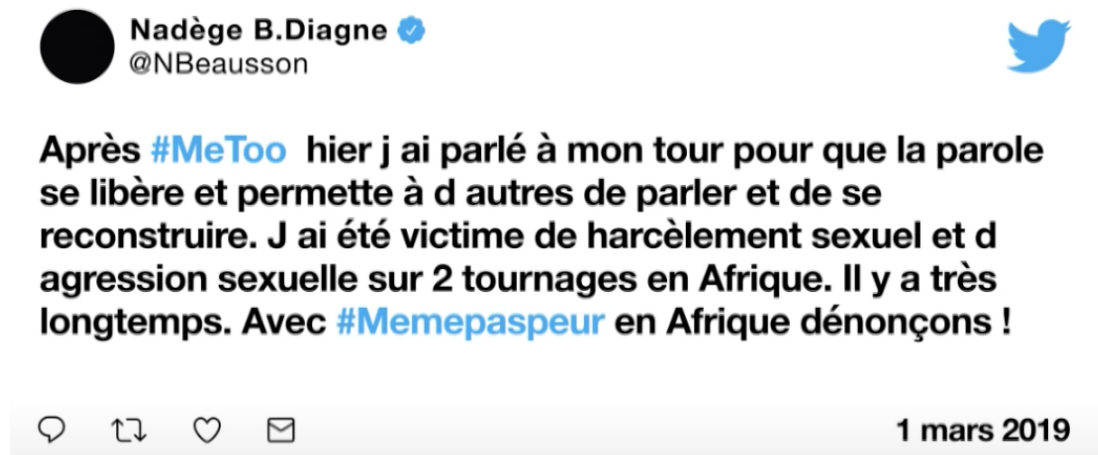 Nadège B.Diagne
@NBeausson
Après #MeToo hier j ai parlé à mon tour pour que la parole
se libère et permette à d autres de parler et de se
reconstruire. J ai été victime de harcèlement sexuel et d
agression sexuelle sur 2 tournages en Afrique. Il y a très
longtemps. Avec #Memepaspeur en Afrique dénonçons !
1 mars 2019